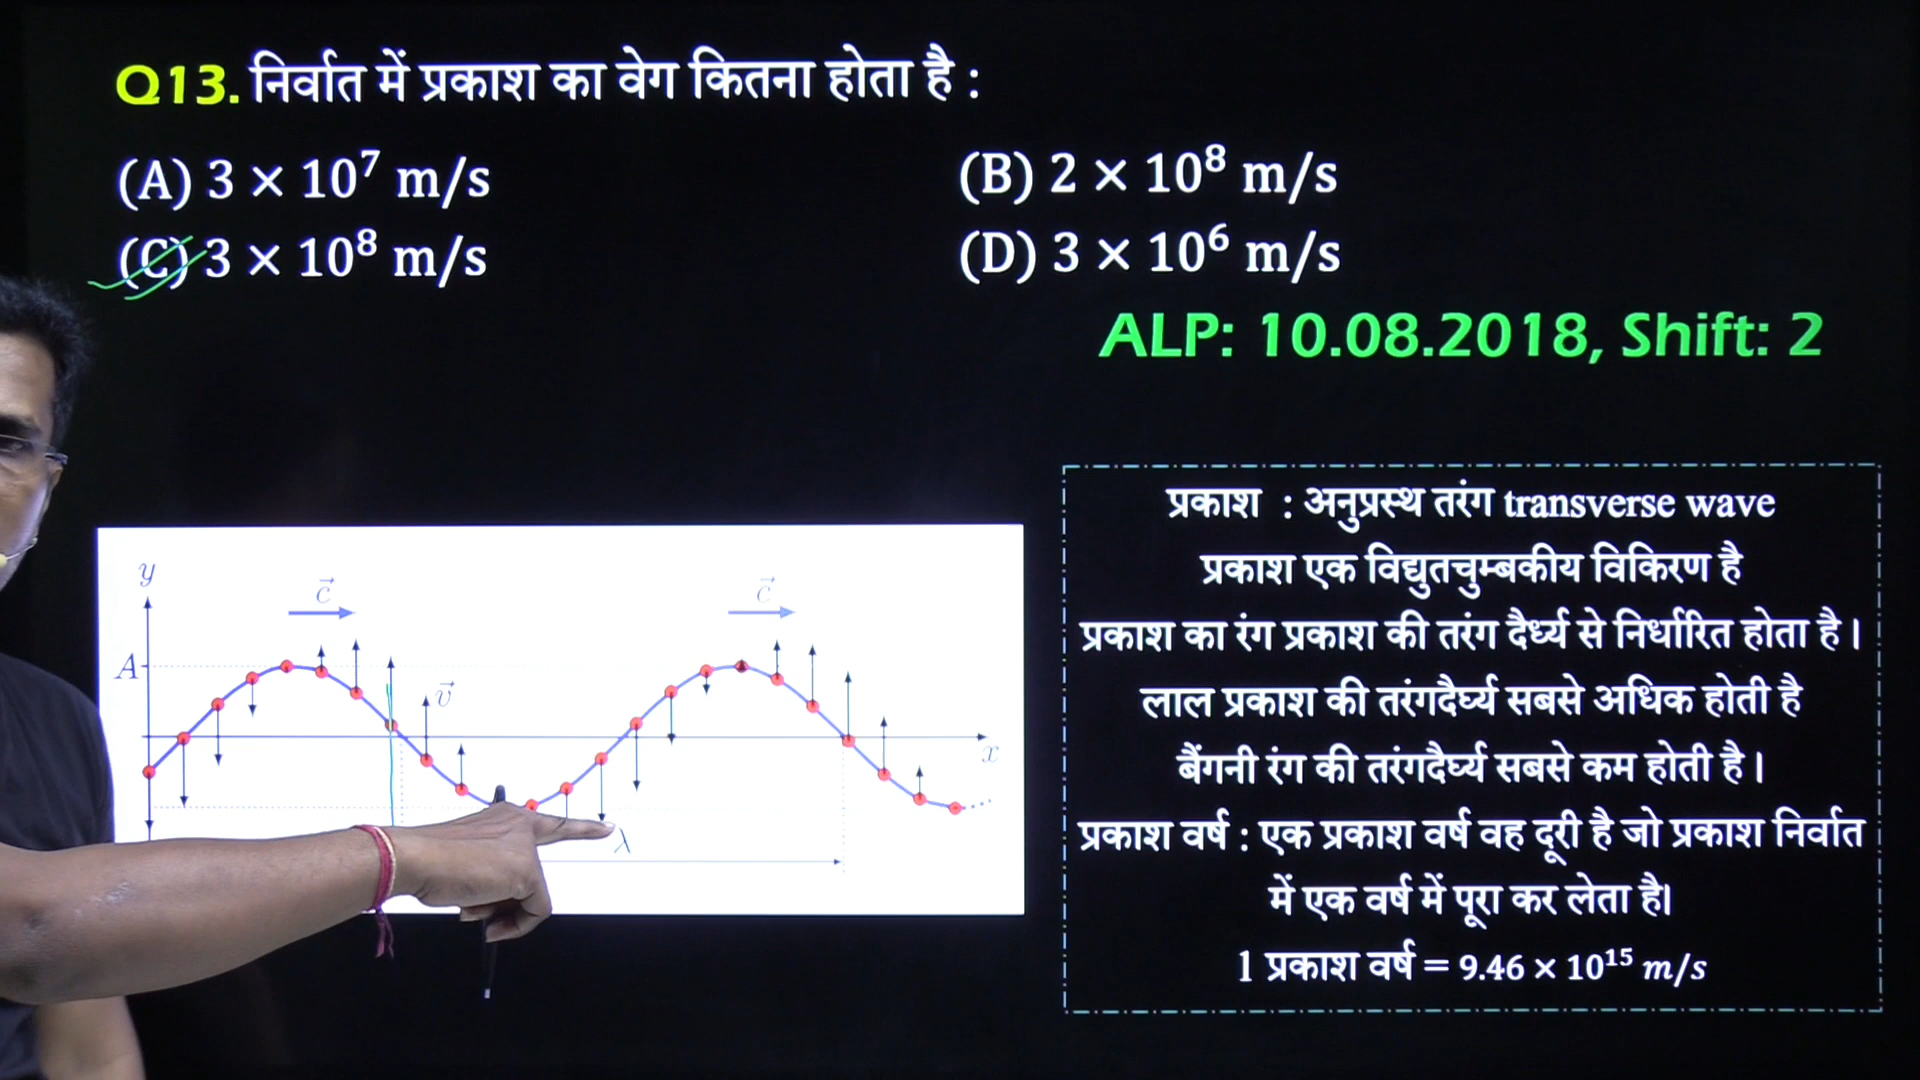 Q13. निर्वात में प्रकाश का वेग कितना होता है :
(A) 3 × 10⁷ m/s
(B) 2 × 10⁸ m/s
(C) 3 × 10⁸ m/s
(D) 3 × 10⁶ m/s
ALP: 10.08.2018, Shift: 2
y
c⃗
c⃗
A
v⃗
x
λ
प्रकाश : अनुप्रस्थ तरंग transverse wave
प्रकाश एक विद्युतचुम्बकीय विकिरण है
प्रकाश का रंग प्रकाश की तरंग दैर्ध्य से निर्धारित होता है।
लाल प्रकाश की तरंगदैर्घ्य सबसे अधिक होती है
बैंगनी रंग की तरंगदैर्घ्य सबसे कम होती है।
प्रकाश वर्ष : एक प्रकाश वर्ष वह दूरी है जो प्रकाश निर्वात
में एक वर्ष में पूरा कर लेता है।
1 प्रकाश वर्ष = 9.46 × 10¹⁵ m/s